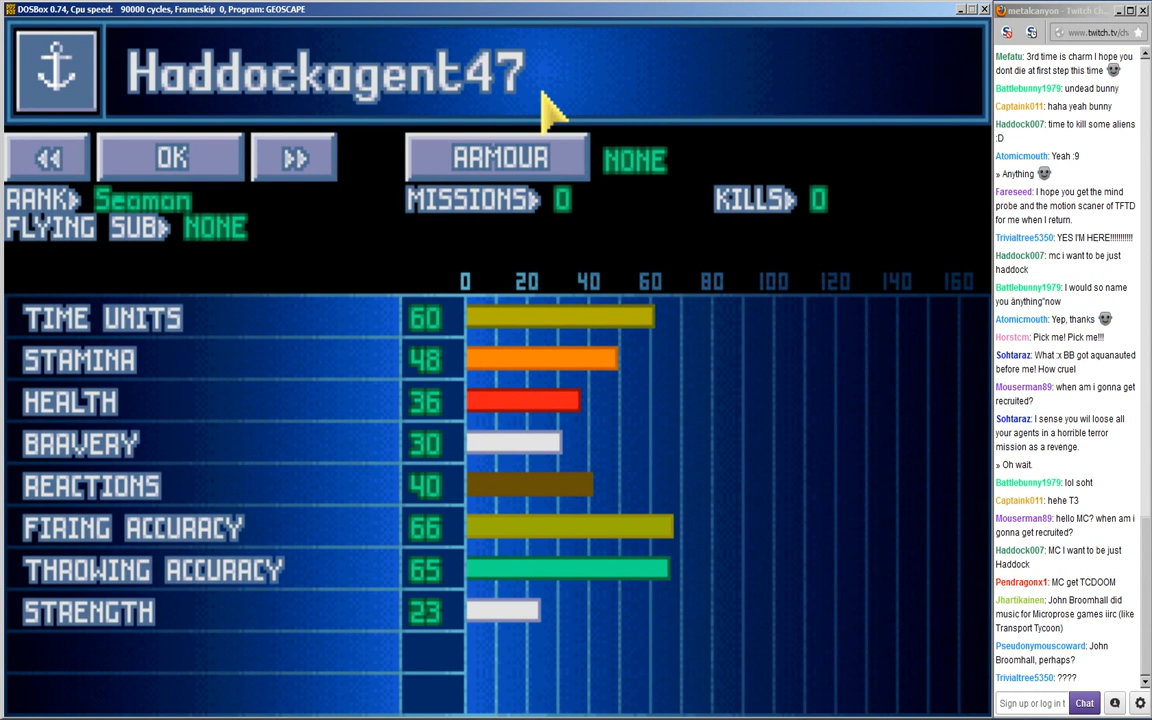 DOSBox 0.74, Cpu speed: 90000 cycles, Frameskip 0, Program: GEOSCAPE
Haddockagent47
OK
ARMOUR NONE
RANK Seaman
MISSIONS 0
KILLS 0
FLYING SUB NONE
0 20 40 60 80 100 120 140 160
TIME UNITS 60
STAMINA 48
HEALTH 36
BRAVERY 30
REACTIONS 40
FIRING ACCURACY 66
THROWING ACCURACY 65
STRENGTH 23
metalcanyon - Twitch Ch...
www.twitch.tv/ch
Mefatu: 3rd time is charm I hope you
dont die at first step this time
Battlebunny1979: undead bunny
Captaink011: haha yeah bunny
Haddock007: time to kill some aliens
:D
Atomicmouth: Yeah :9
» Anything
Fareseed: I hope you get the mind
probe and the motion scaner of TFTD
for me when I return.
Trivialtree5350: YES I'M HERE!!!!!!!!!!!
Haddock007: mc i want to be just
haddock
Battlebunny1979: I would so name
you änything"now
Atomicmouth: Yep, thanks
Horstcm: Pick me! Pick me!!!
Sohtaraz: What :x BB got aquanauted
before me! How cruel
Mouserman89: when am i gonna get
recruited?
Sohtaraz: I sense you wil loose all
your agents in a horrible terror
mission as a revenge.
» Oh wait.
Battlebunny1979: lol soht
Captaink011: hehe T3
Mouserman89: hello MC? when am i
gonna get recruited?
Haddock007: MC I want to be just
Haddock
Pendragonx1: MC get TCDOOM
Jhartikainen: John Broomhall did
music for Microprose games iirc (like
Transport Tycoon)
Pseudonymouscoward: John
Broomhall, perhaps?
Trivialtree5350: ????
Sign up or log in t
Chat